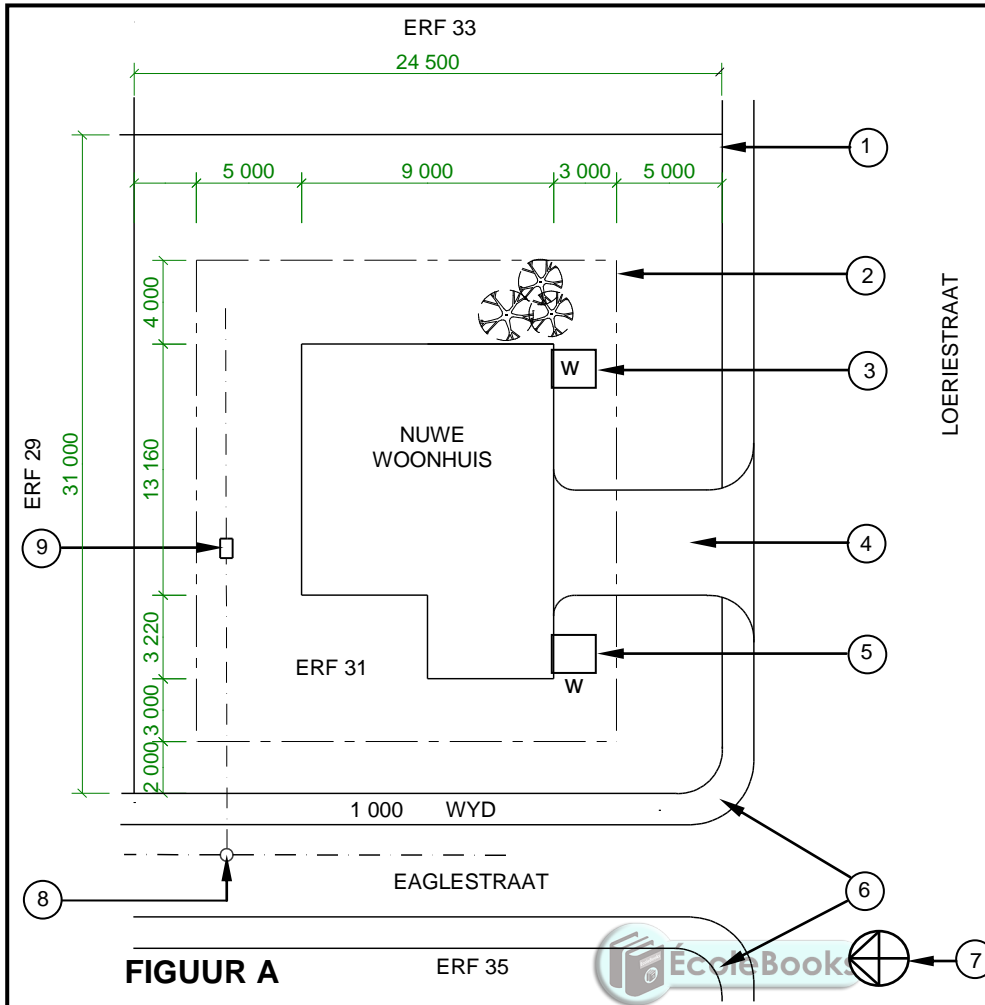 ERF 33
24 500
1
5 000
9 000
3 000
5 000
2
4 000
W
3
LOERIESTRAAT
NUWE
WOONHUIS
ERF 29
31 000
13 160
9
4
3 220
ERF 31
5
W
3 000
2 000
1 000 WYD
EAGLESTRAAT
8
6
FIGUUR A
ERF 35
ÉcoleBooks
7